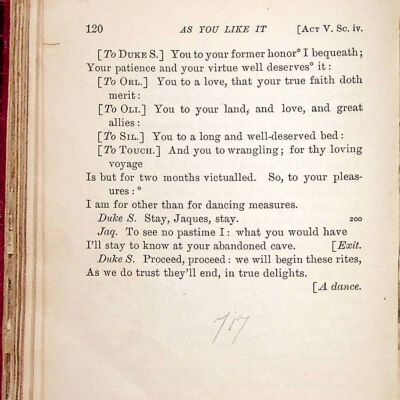 120 AS YOU LIKE IT [ACT V. SC. iv.
[To DUKE S.] You to your former honor° I bequeath;
Your patience and your virtue well deserves° it:
[To ORL.] You to a love, that your true faith doth
merit:
[To OLI.] You to your land, and love, and great
allies:
[To SIL.] You to a long and well-deserved bed:
[To TOUCH.] And you to wrangling; for thy loving
voyage
Is but for two months victualled. So, to your pleas-
ures:°
I am for other than for dancing measures.
Duke S. Stay, Jaques, stay. 200
Jaq. To see no pastime I: what you would have
I'll stay to know at your abandoned cave. [Exit.
Duke S. Proceed, proceed: we will begin these rites,
As we do trust they'll end, in true delights.
[A dance.